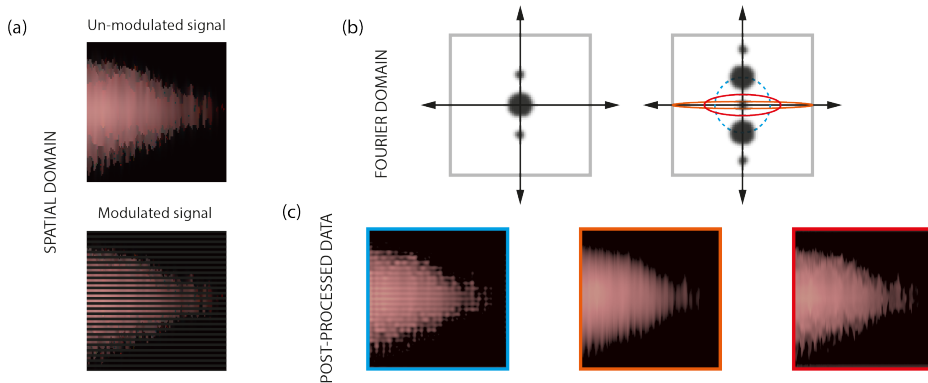 (a)
Un-modulated signal
SPATIAL DOMAIN
Modulated signal
(b)
FOURIER DOMAIN
(c)
POST-PROCESSED DATA